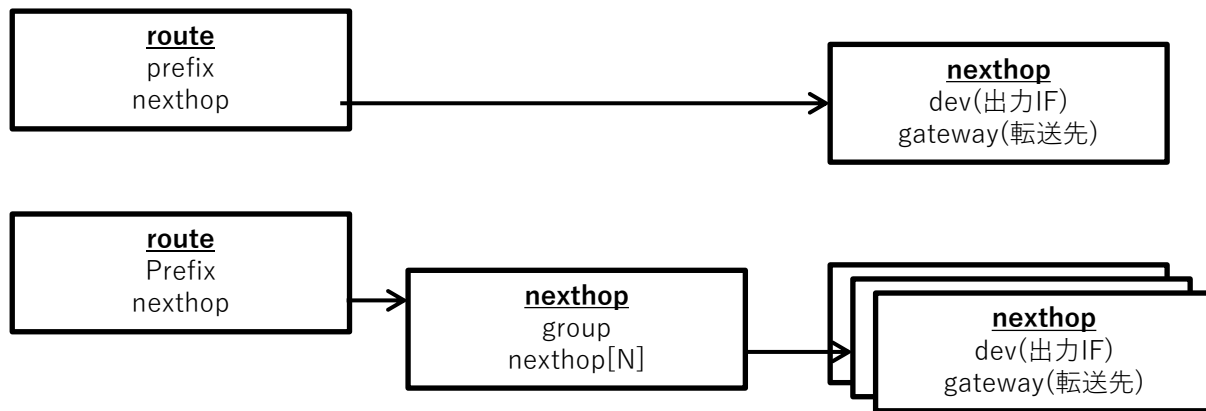 route
prefix
nexthop
nexthop
dev(出力IF)
gateway(転送先)
route
Prefix
nexthop
nexthop
group
nexthop[N]
nexthop
dev(出力IF)
gateway(転送先)